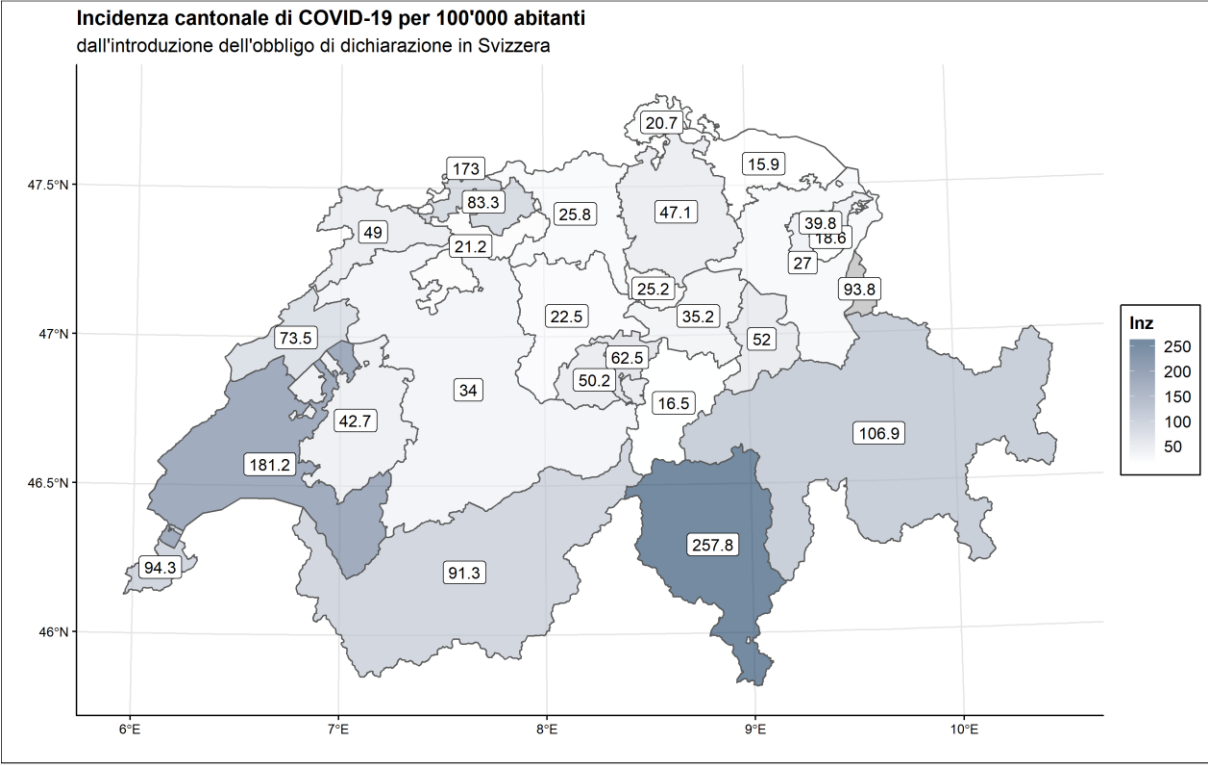 Incidenza cantonale di COVID-19 per 100'000 abitanti
dall'introduzione dell'obbligo di dichiarazione in Svizzera
20.7
15.9
173
83.3
25.8
47.1
39.8
18.6
49
21.2
27
25.2
93.8
22.5
35.2
73.5
52
62.5
50.2
34
16.5
42.7
106.9
181.2
257.8
94.3
91.3
47.5°N
47°N
46.5°N
46°N
6°E
7°E
8°E
9°E
10°E
Inz
250
200
150
100
50